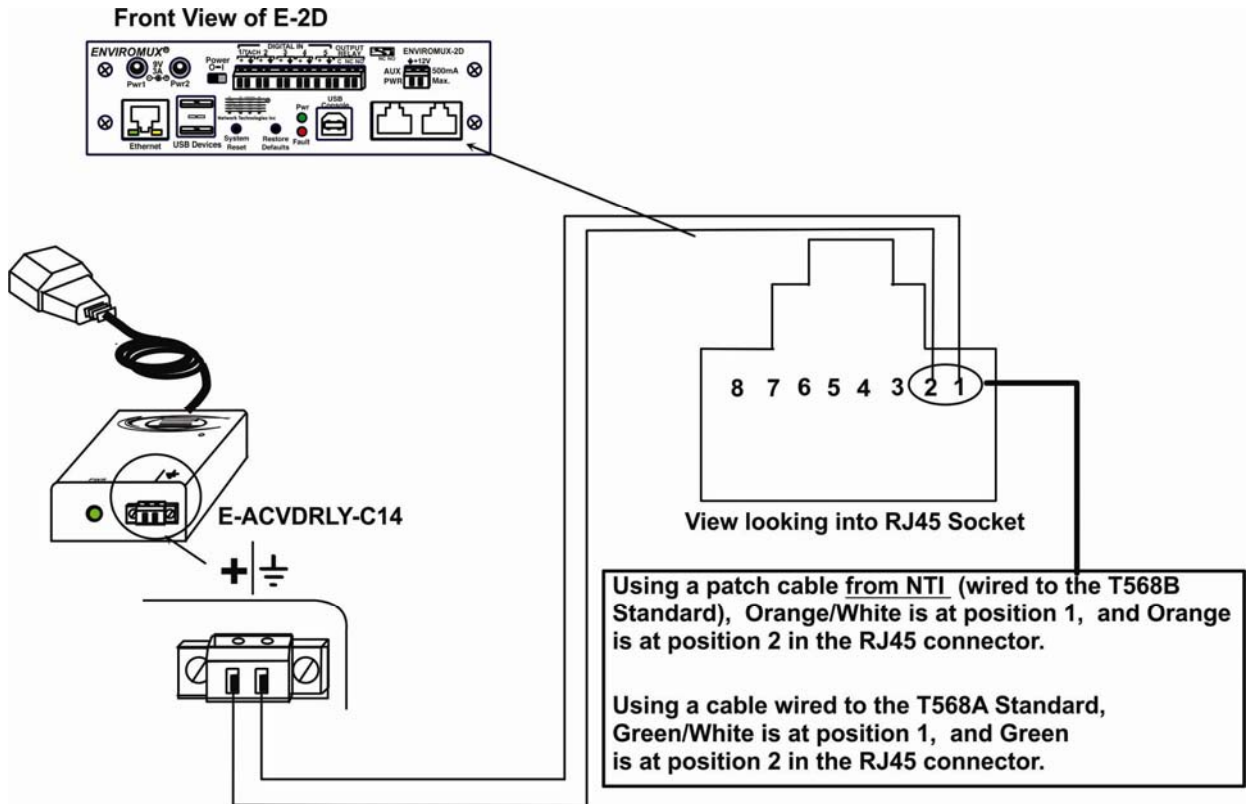 Front View of E-2D
ENVIROMUX®
9V
3A
Pwr1 Pwr2
Power
O–I
DIGITAL IN
1/TACH 2 3 4 5
OUTPUT
RELAY
C NC NO
NC NO
ENVIROMUX-2D
+12V
AUX
PWR
500mA
Max.
Ethernet
USB Devices
Network Technologies Inc
System
Reset
Restore
Defaults
Pwr
Fault
USB
Console
8 7 6 5 4 3 2 1
E-ACVDRLY-C14
+
View looking into RJ45 Socket
Using a patch cable from NTI (wired to the T568B
Standard), Orange/White is at position 1, and Orange
is at position 2 in the RJ45 connector.
Using a cable wired to the T568A Standard,
Green/White is at position 1, and Green
is at position 2 in the RJ45 connector.